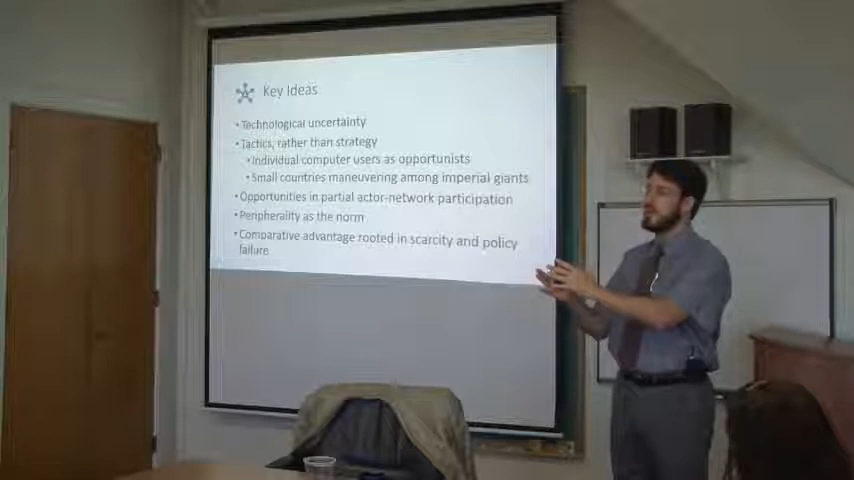 Key Ideas
• Technological uncertainty
• Tactics, rather than strategy
• Individual computer users as opportunists
• Small countries maneuvering among imperial giants
• Opportunities in partial actor-network participation
• Peripherality as the norm
• Comparative advantage rooted in scarcity and policy
failure